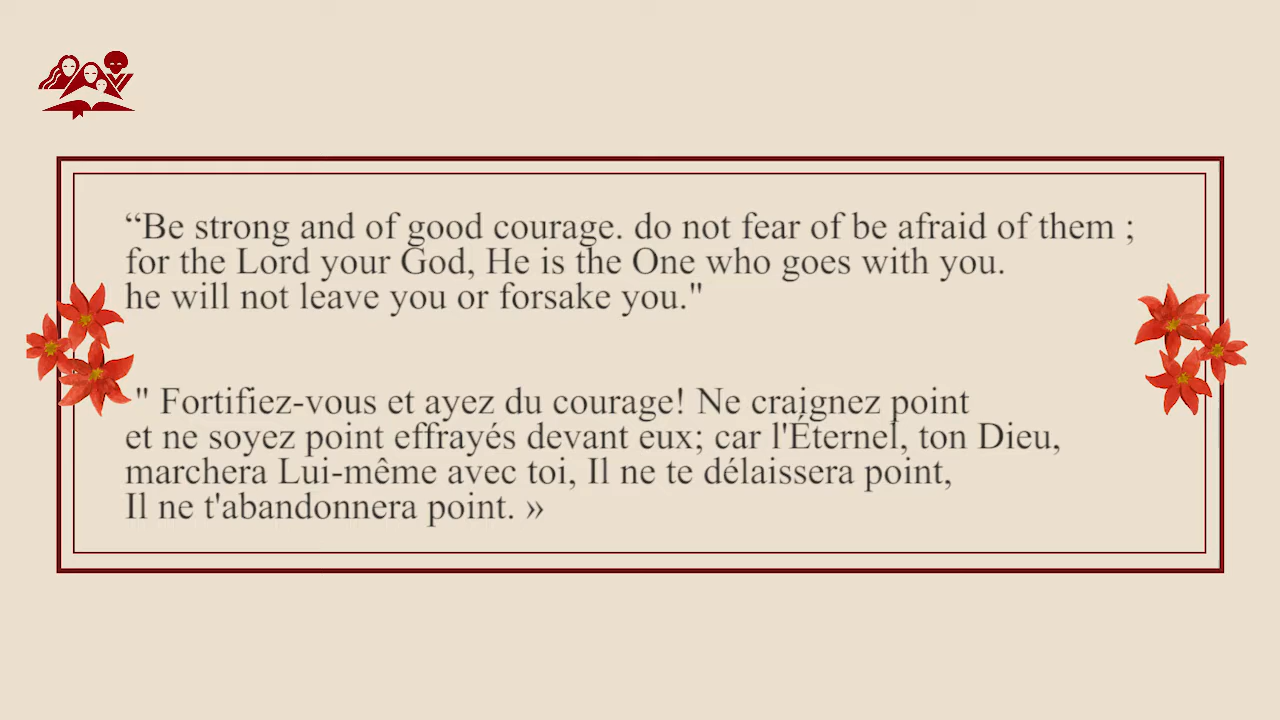 “Be strong and of good courage. do not fear of be afraid of them ;
for the Lord your God, He is the One who goes with you.
he will not leave you or forsake you."
" Fortifiez-vous et ayez du courage! Ne craignez point
et ne soyez point effrayés devant eux; car l'Éternel, ton Dieu,
marchera Lui-même avec toi, Il ne te délaissera point,
Il ne t'abandonnera point. »